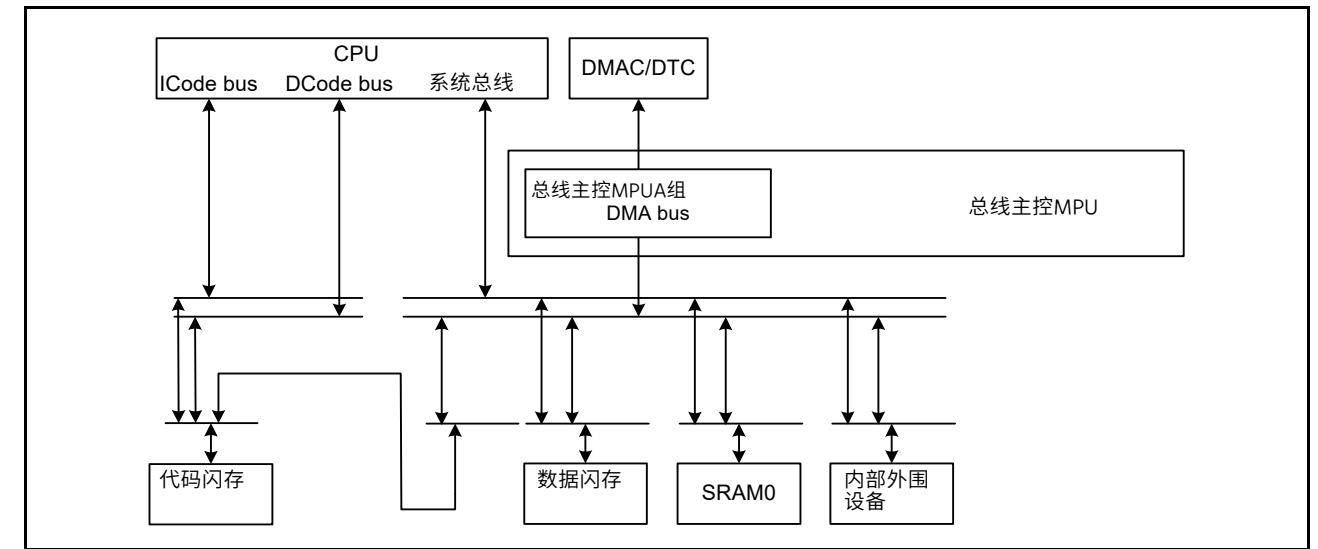 CPU
ICode bus DCode bus 系统总线
DMAC/DTC
总线主控MPUA组
DMA bus
总线主控MPU
代码闪存
数据闪存
SRAM0
内部外围
设备